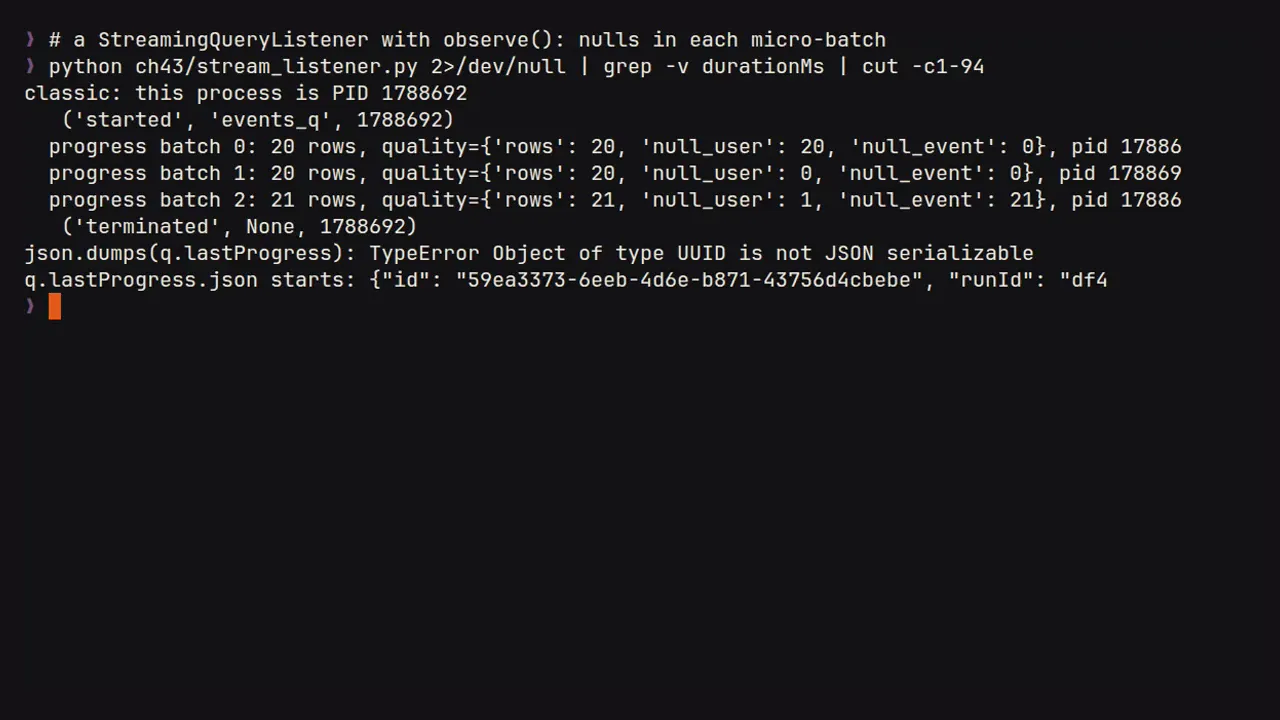 ❯ # a StreamingQueryListener with observe(): nulls in each micro-batch
❯ python ch43/stream_listener.py 2>/dev/null | grep -v durationMs | cut -c1-94
classic: this process is PID 1788692
('started', 'events_q', 1788692)
progress batch 0: 20 rows, quality={'rows': 20, 'null_user': 20, 'null_event': 0}, pid 17886
progress batch 1: 20 rows, quality={'rows': 20, 'null_user': 0, 'null_event': 0}, pid 178869
progress batch 2: 21 rows, quality={'rows': 21, 'null_user': 1, 'null_event': 21}, pid 17886
('terminated', None, 1788692)
json.dumps(q.lastProgress): TypeError Object of type UUID is not JSON serializable
q.lastProgress.json starts: {"id": "59ea3373-6eeb-4d6e-b871-43756d4cbebe", "runId": "df4
❯